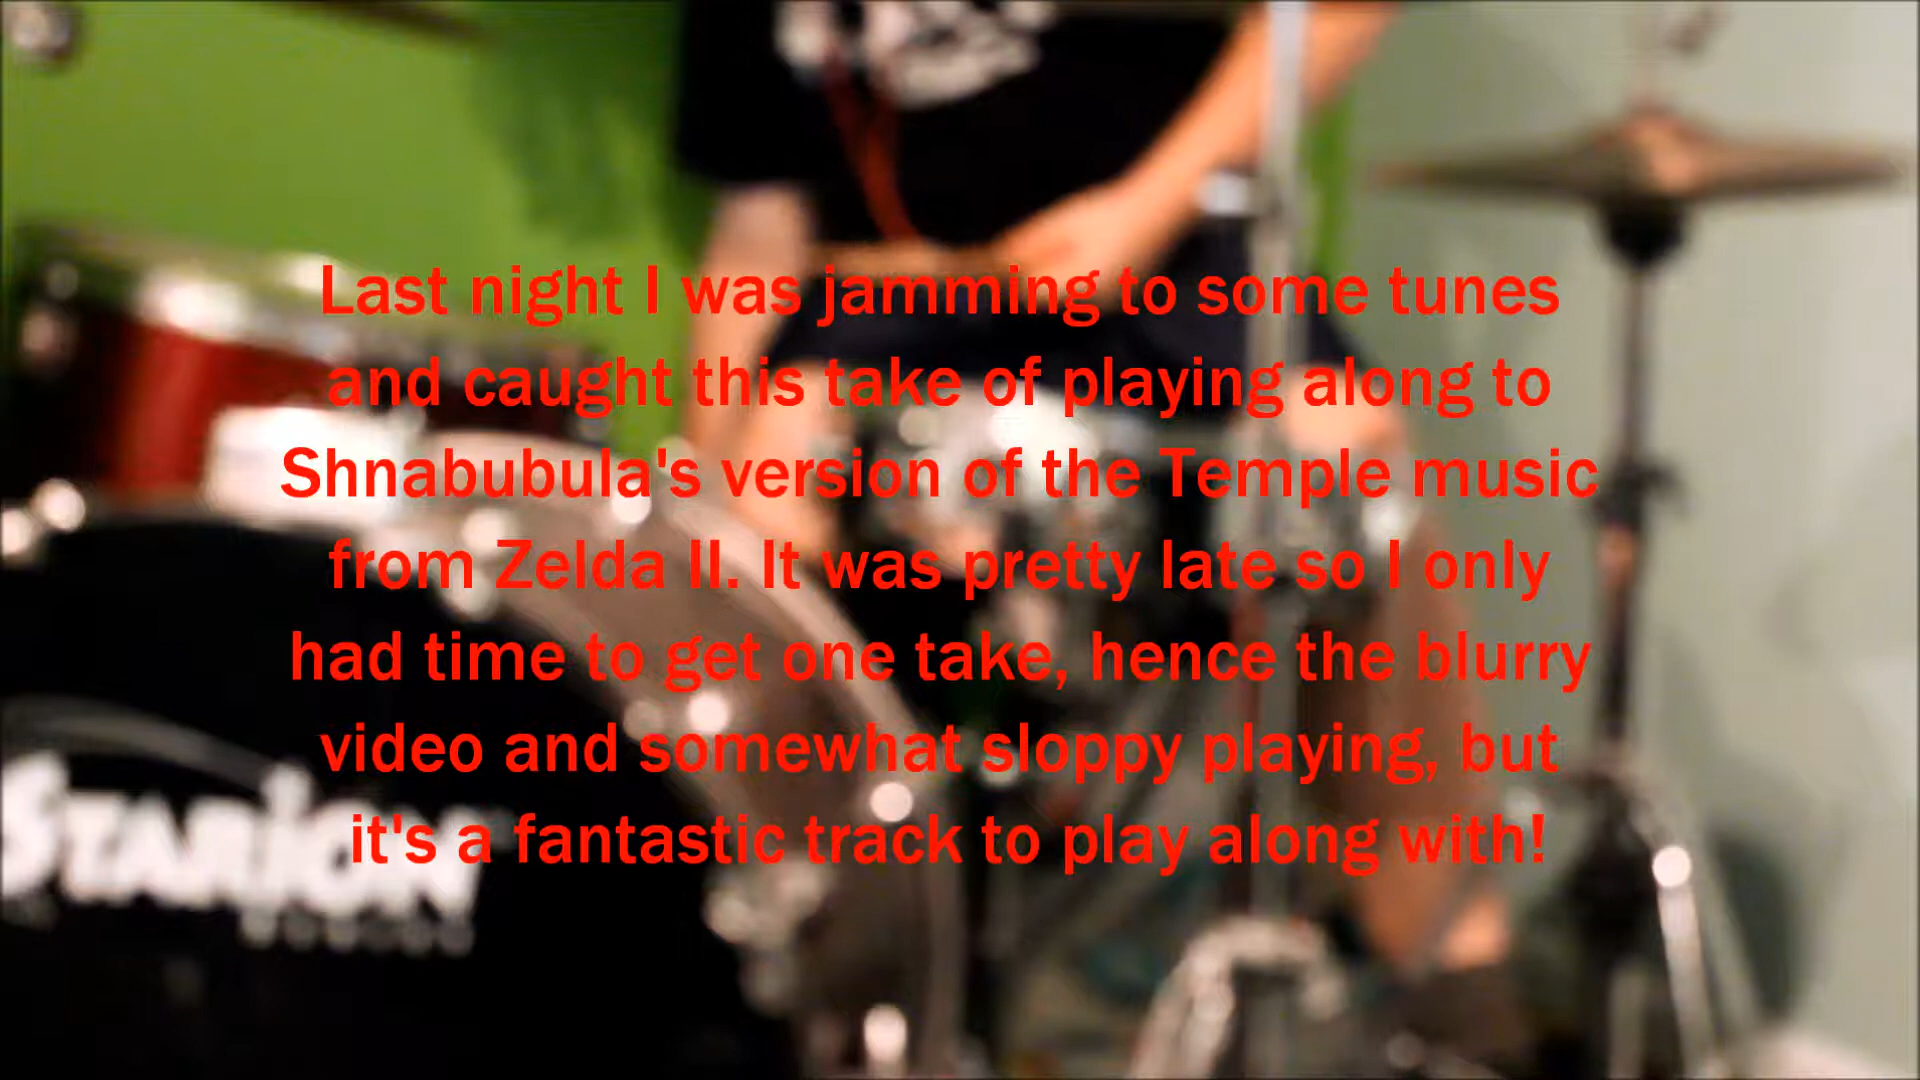 Last night I was jamming to some tunes
and caught this take of playing along to
Shnabubula's version of the Temple music
from Zelda II. It was pretty late so I only
had time to get one take, hence the blurry
video and somewhat sloppy playing, but
it's a fantastic track to play along with!
STARION